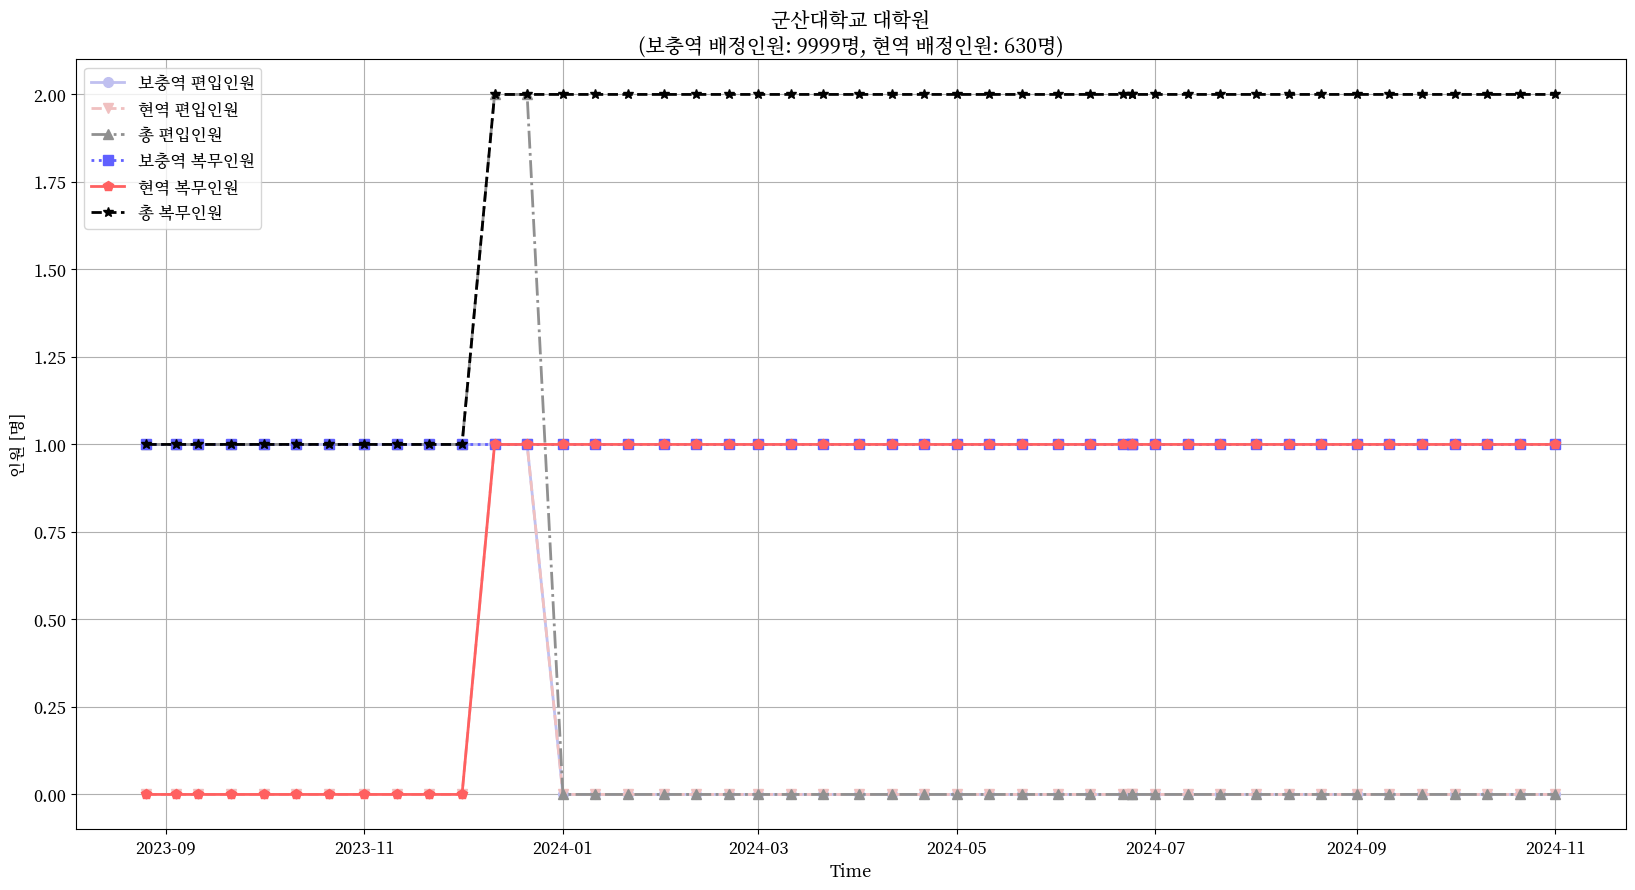 군산대학교 대학원
(보충역 배정인원: 9999명, 현역 배정인원: 630명)
보충역 편입인원
현역 편입인원
총 편입인원
보충역 복무인원
현역 복무인원
총 복무인원
인원 [명]
2.00
1.75
1.50
1.25
1.00
0.75
0.50
0.25
0.00
2023-09 2023-11 2024-01 2024-03 2024-05 2024-07 2024-09 2024-11
Time